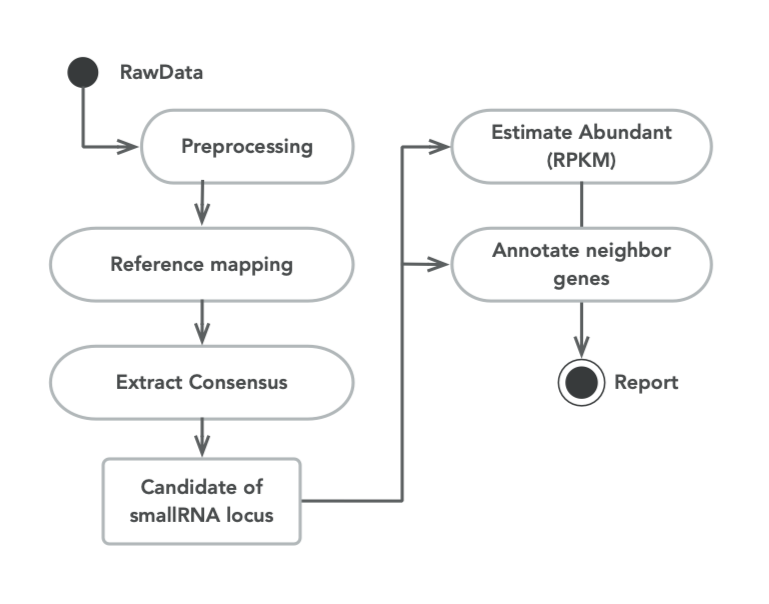 RawData
Preprocessing
Reference mapping
Extract Consensus
Candidate of
smallRNA locus
Estimate Abundant
(RPKM)
Annotate neighbor
genes
Report